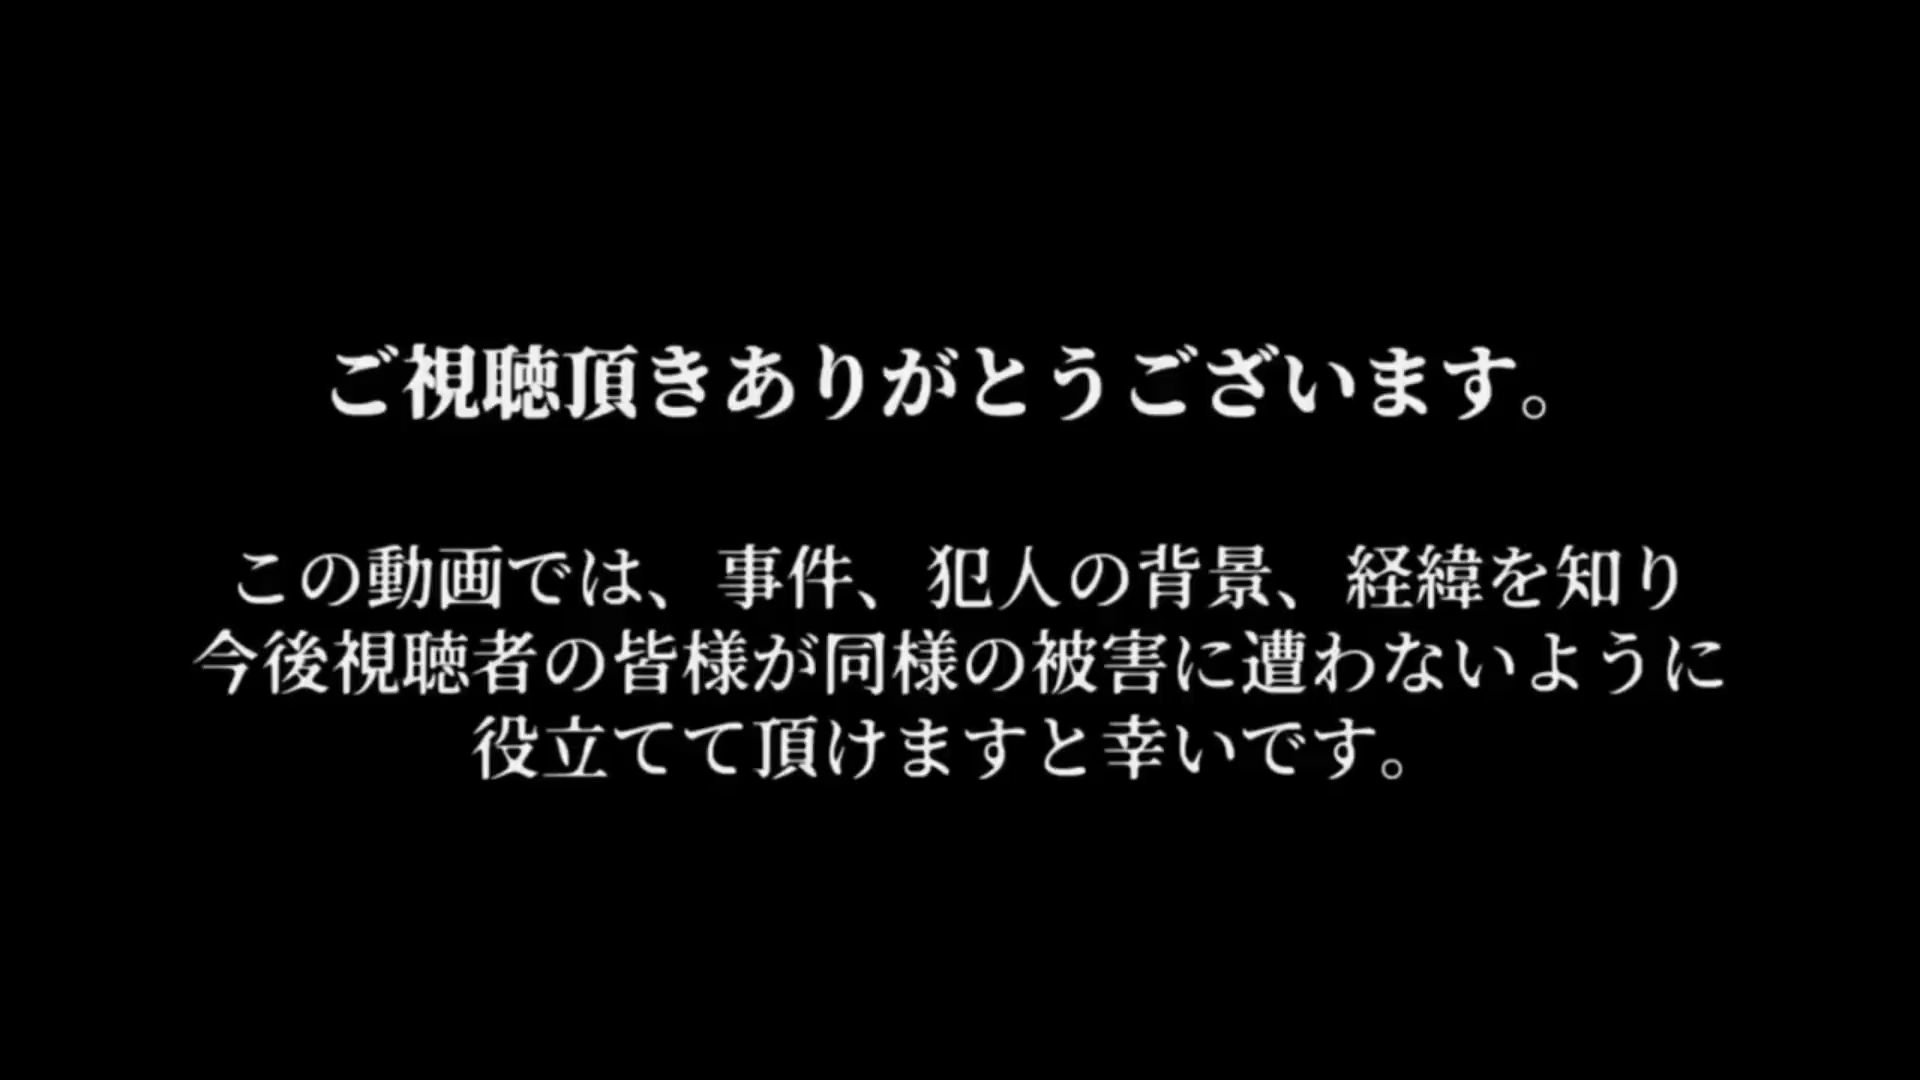 ご視聴頂きありがとうございます。
この動画では、事件、犯人の背景、経緯を知り
今後視聴者の皆様が同様の被害に遭わないように
役立てて頂けますと幸いです。